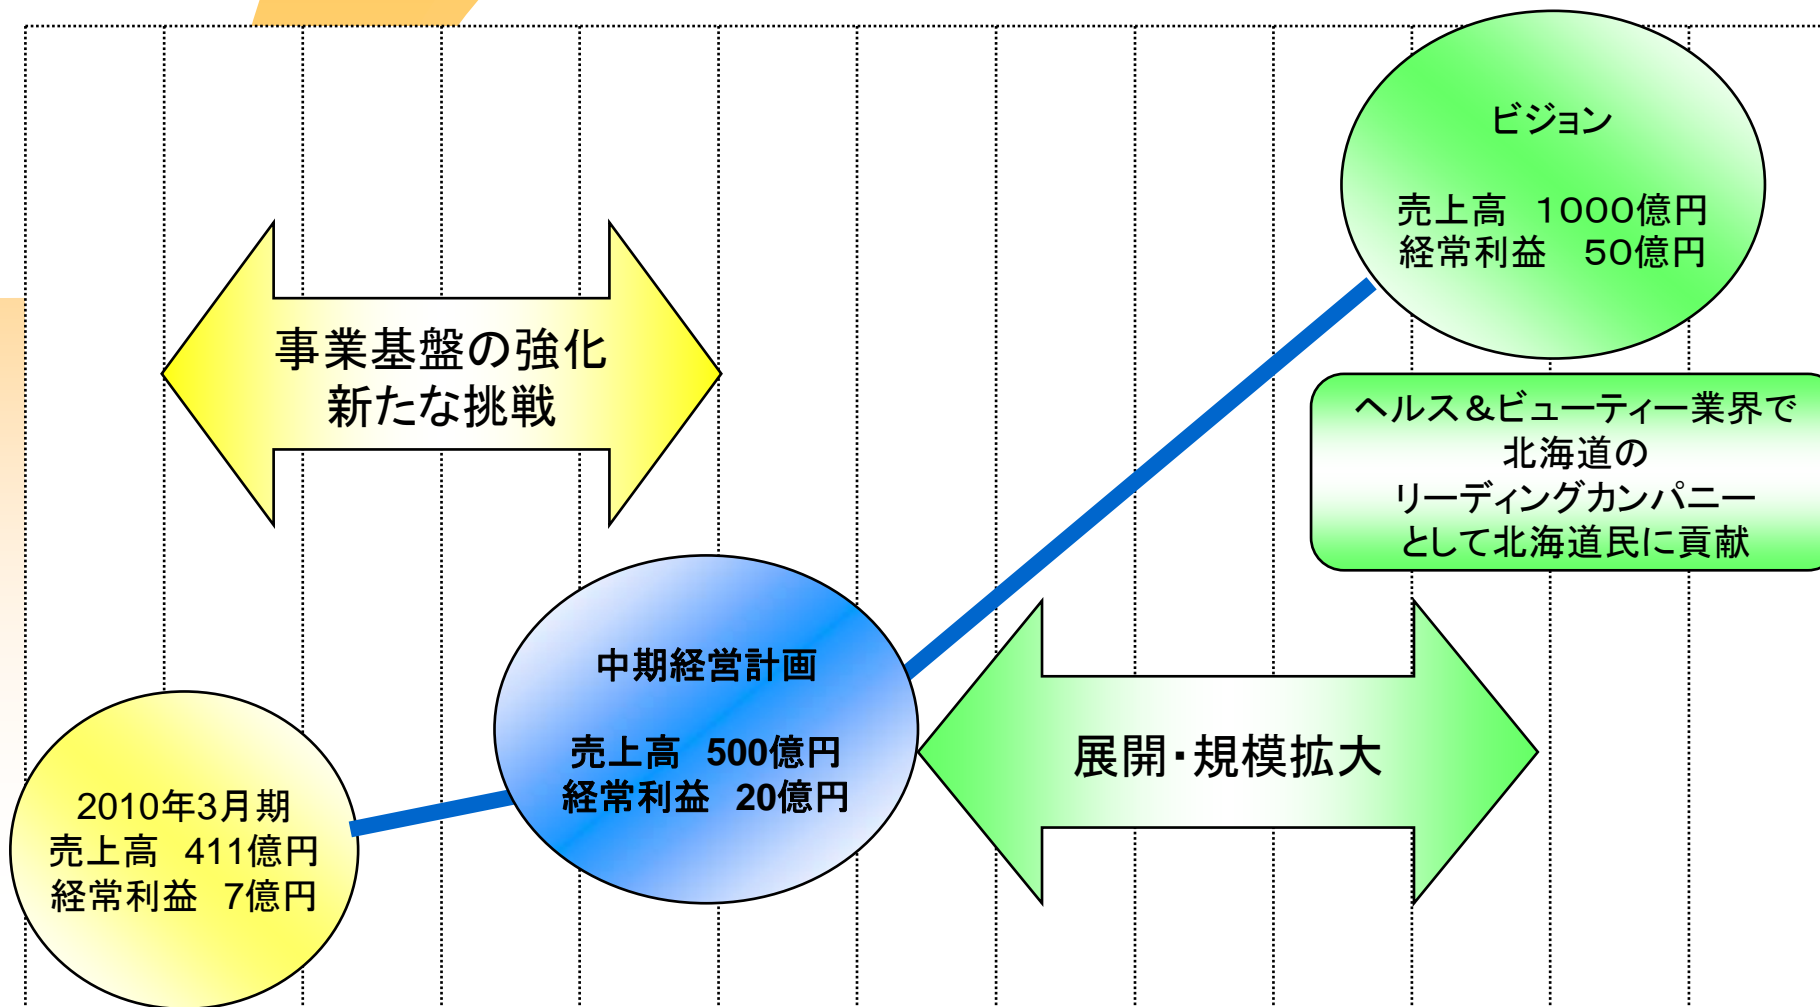 ビジョン
売上高　1000億円
経常利益　50億円
事業基盤の強化
新たな挑戦
ヘルス＆ビューティー業界で
北海道の
リーディングカンパニー
として北海道民に貢献
中期経営計画
売上高　500億円
経常利益　20億円
展開・規模拡大
2010年3月期
売上高　411億円
経常利益　7億円